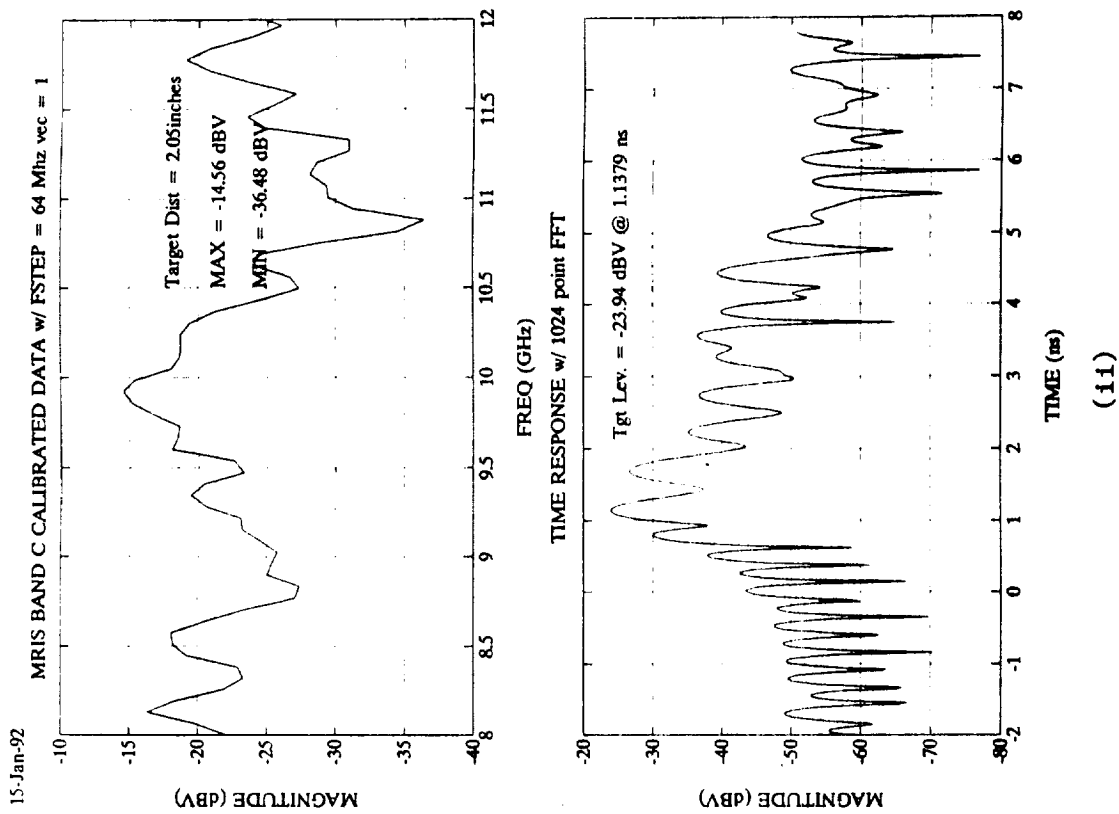 15-Jan-92
MRIS BAND C CALIBRATED DATA w/ FSTEP = 64 Mhz vec = 1
MAGNITUDE (dBV)
-10
-15
-20
-25
-30
-35
-40
Target Dist = 2.05inches
MAX = -14.56 dBV
MIN = -36.48 dBV
8
8.5
9
9.5
10
10.5
11
11.5
12
FREQ (GHz)
TIME RESPONSE w/ 1024 point FFT
MAGNITUDE (dBV)
-20
-30
-40
-50
-60
-70
-80
Tgt Lev. = -23.94 dBV @ 1.1379 ns
-2
-1
0
1
2
3
4
5
6
7
8
TIME (ns)
(ii)